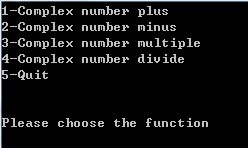 1-Complex number plus
2-Complex number minus
3-Complex number multiple
4-Complex number divide
5-Quit
Please choose the function